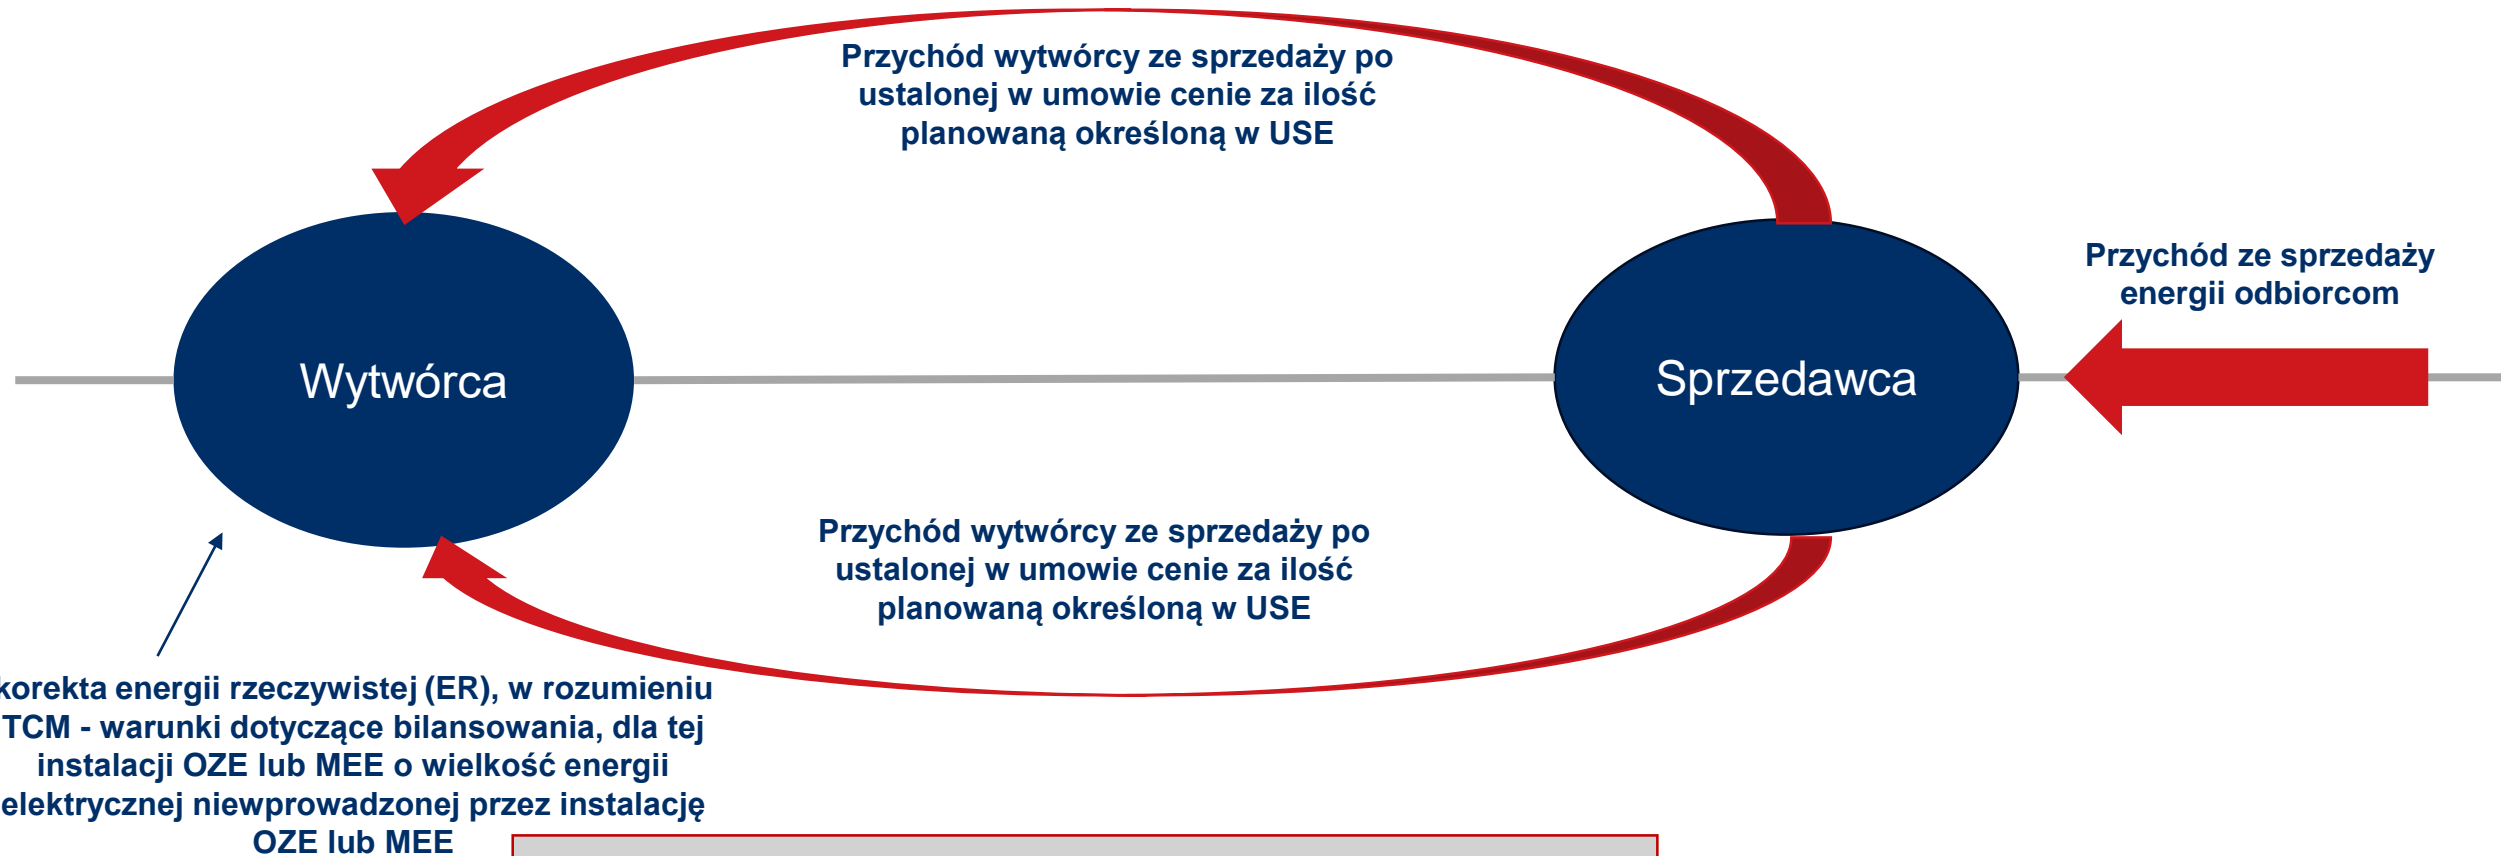 Przychód wytwórcy ze sprzedaży po
ustalonej w umowie cenie za ilość
planowaną określoną w USE
Przychód ze sprzedaży
energii odbiorcom
Wytwórca
Sprzedawca
Przychód wytwórcy ze sprzedaży po
ustalonej w umowie cenie za ilość
planowaną określoną w USE
korekta energii rzeczywistej (ER), w rozumieniu
TCM - warunki dotyczące bilansowania, dla tej
instalacji OZE lub MEE o wielkość energii
elektrycznej niewprowadzonej przez instalację
OZE lub MEE